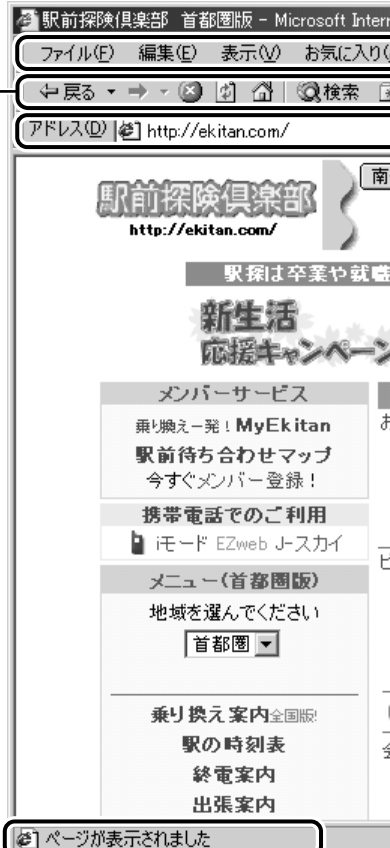 駅前探険倶楽部 首都圏版 - Microsoft Inter
ファイル(F) 編集(E) 表示(V) お気に入り(
戻る 検索
アドレス(D) http://ekitan.com/
駅前探険倶楽部
http://ekitan.com/
南
駅探は卒業や就職
新生活
応援キャンペーン
メンバーサービス
乗り換え一発！MyEkitan
駅前待ち合わせマップ
今すぐメンバー登録！
携帯電話でのご利用
iモード EZweb J-スカイ
メニュー(首都圏版)
地域を選んでください
首都圏
乗り換え案内全国版!
駅の時刻表
終電案内
出張案内
ページが表示されました